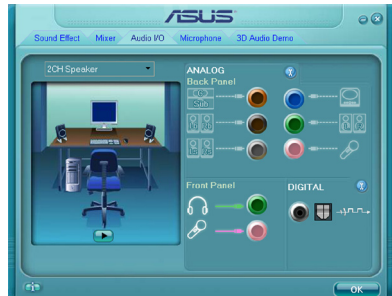 ASUS
Sound Effect Mixer Audio I/O Microphone 3D Audio Demo
2CH Speaker
ANALOG
Back Panel
Sub
Front Panel
DIGITAL
OK